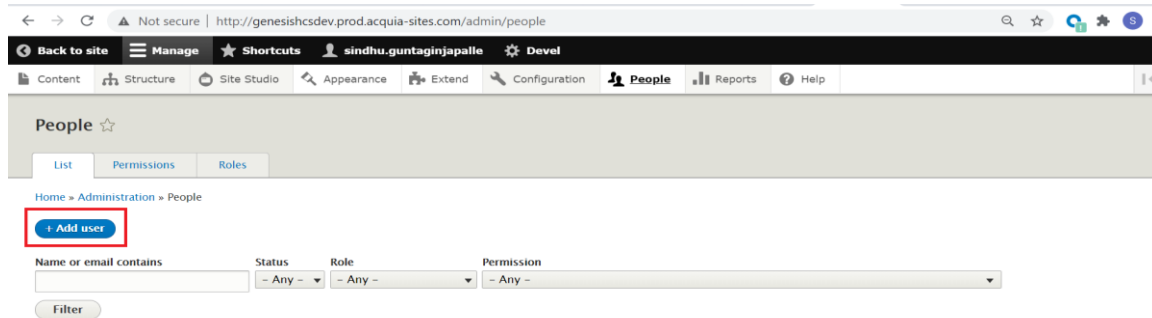 Not secure | http://genesishcsdev.prod.acquia-sites.com/admin/people S
Back to site Manage Shortcuts sindhu.guntaginjapalle Devel
Content Structure Site Studio Appearance Extend Configuration People Reports Help
People
List Permissions Roles
Home » Administration » People
+ Add user
Name or email contains Status Role Permission
- Any - - Any - - Any -
Filter